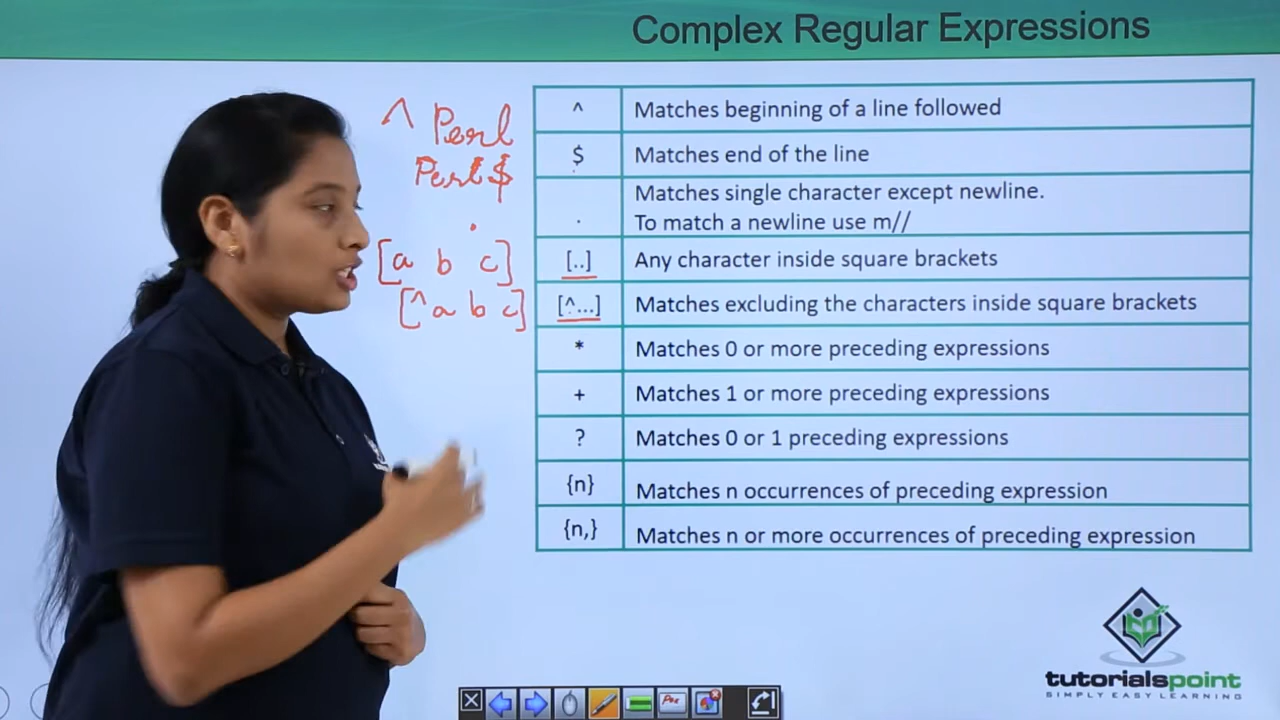 Complex Regular Expressions
^ Perl
Perl$
.
[a b c]
[^a b c]
^ Matches beginning of a line followed
$ Matches end of the line
. Matches single character except newline.
To match a newline use m//
[..] Any character inside square brackets
[^...] Matches excluding the characters inside square brackets
* Matches 0 or more preceding expressions
+ Matches 1 or more preceding expressions
? Matches 0 or 1 preceding expressions
{n} Matches n occurrences of preceding expression
{n,} Matches n or more occurrences of preceding expression
tutorialspoint
SIMPLY EASY LEARNING